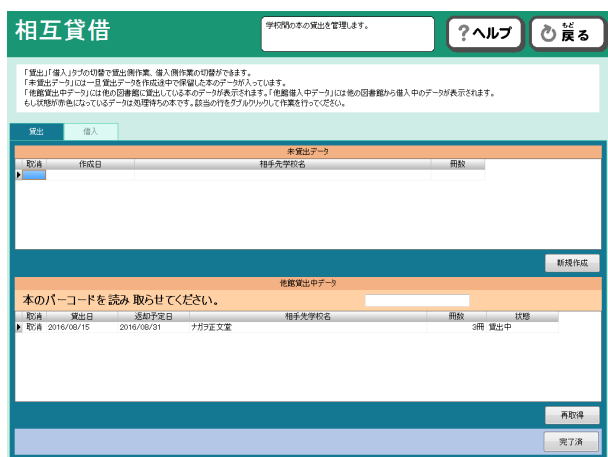 相互貸借
学校間の本の貸出を管理します。
?ヘルプ
もど
戻る
「貸出」「借入」タブの切替で貸出側作業、借入側作業の切替ができます。
「未貸出データ」には一旦貸出データを作成途中で保留した本のデータが入っています。
「他館貸出中データ」には他の図書館に貸出している本のデータが表示されます。「他館借入中データ」には他の図書館から借入中のデータが表示されます。
もし状態が赤色になっているデータは処理待ちの本です。該当の行をダブルクリックして作業を行ってください。
貸出 借入
未貸出データ
取消 作成日 相手先学校名 冊数
新規作成
他館貸出中データ
本のバーコードを読み取らせてください。
取消 貸出日 返却予定日 相手先学校名 冊数 状態
取消 2016/08/15 2016/08/31 ナガヲ正文堂 3冊 貸出中
再取得
完了済